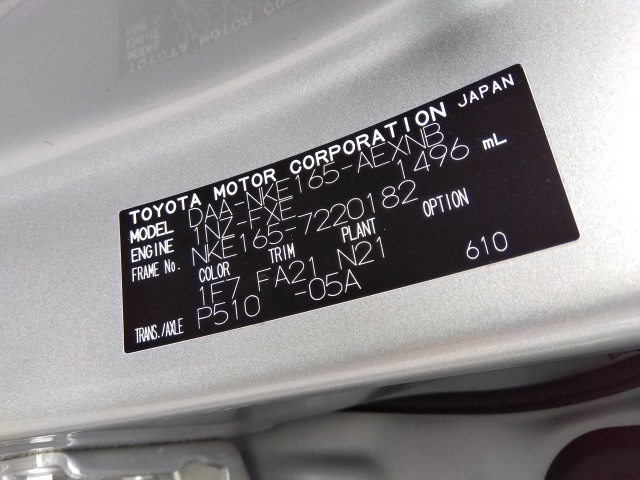 TOYOTA MOTOR CORPORATION JAPAN
MODEL DAA-NKE165-AEXNB
ENGINE 1NZ-FXE 1496 mL
FRAME No. NKE165-7220182
COLOR TRIM PLANT OPTION
1F7 FA21 N21 610
TRANS./AXLE P510 -05A